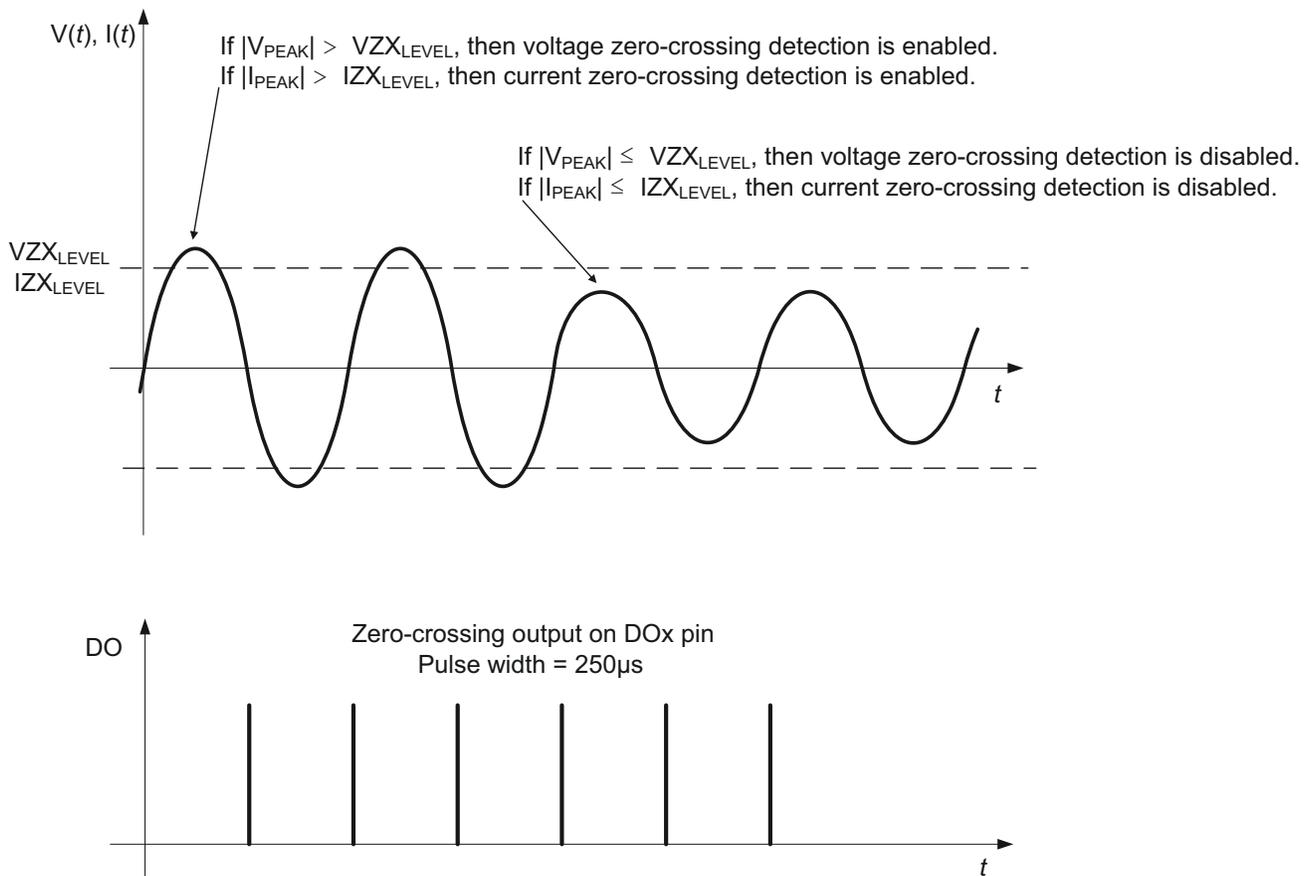 V(t), I(t)
If |VPEAK| > VZXLEVEL, then voltage zero-crossing detection is enabled.
If |IPEAK| > IZXLEVEL, then current zero-crossing detection is enabled.
If |VPEAK| ≤ VZXLEVEL, then voltage zero-crossing detection is disabled.
If |IPEAK| ≤ IZXLEVEL, then current zero-crossing detection is disabled.
VZXLEVEL
IZXLEVEL
t
DO
Zero-crossing output on DOx pin
Pulse width = 250µs
t